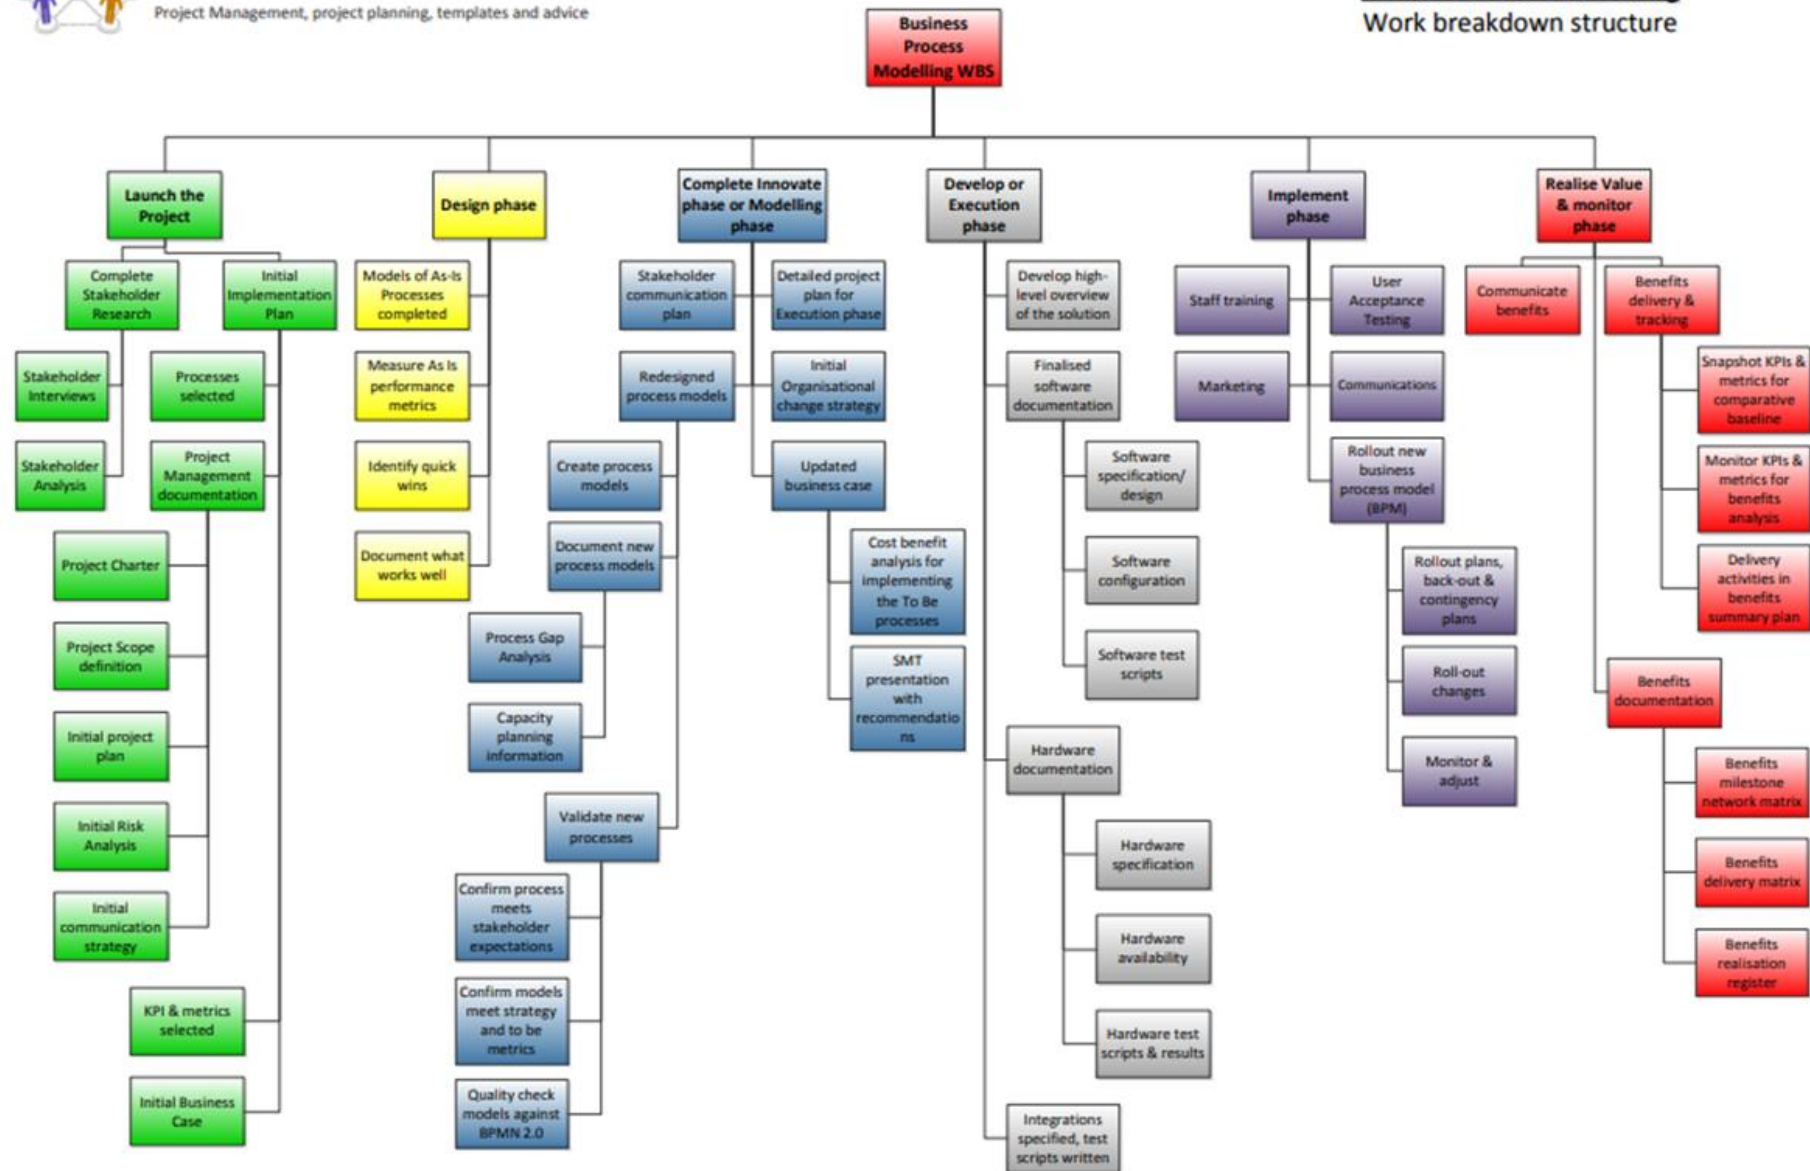 Project Management, project planning, templates and advice
Work breakdown structure
Business
Process
Modelling WBS
Launch the
Project
Design phase
Complete Innovate
phase or Modelling
phase
Develop or
Execution
phase
Implement
phase
Realise Value
& monitor
phase
Complete
Stakeholder
Research
Initial
Implementation
Plan
Stakeholder
Interviews
Processes
selected
Stakeholder
Analysis
Project
Management
documentation
Project Charter
Project Scope
definition
Initial project
plan
Initial Risk
Analysis
Initial
communication
strategy
KPI & metrics
selected
Initial Business
Case
Models of As-Is
Processes
completed
Measure As Is
performance
metrics
Identify quick
wins
Document what
works well
Stakeholder
communication
plan
Detailed project
plan for
Execution phase
Redesigned
process models
Initial
Organisational
change strategy
Create process
models
Updated
business case
Document new
process models
Cost benefit
analysis for
implementing
the To Be
processes
Process Gap
Analysis
SMT
presentation
with
recommendatio
ns
Capacity
planning
information
Validate new
processes
Confirm process
meets
stakeholder
expectations
Confirm models
meet strategy
and to be
metrics
Quality check
models against
BPMN 2.0
Develop high-
level overview
of the solution
Finalised
software
documentation
Software
specification/
design
Software
configuration
Software test
scripts
Hardware
documentation
Hardware
specification
Hardware
availability
Hardware test
scripts & results
Integrations
specified, test
scripts written
Staff training
User
Acceptance
Testing
Marketing
Communications
Rollout new
business
process model
(BPM)
Rollout plans,
back-out &
contingency
plans
Roll-out
changes
Monitor &
adjust
Communicate
benefits
Benefits
delivery &
tracking
Snapshot KPIs &
metrics for
comparative
baseline
Monitor KPIs &
metrics for
benefits
analysis
Delivery
activities in
benefits
summary plan
Benefits
documentation
Benefits
milestone
network matrix
Benefits
delivery matrix
Benefits
realisation
register